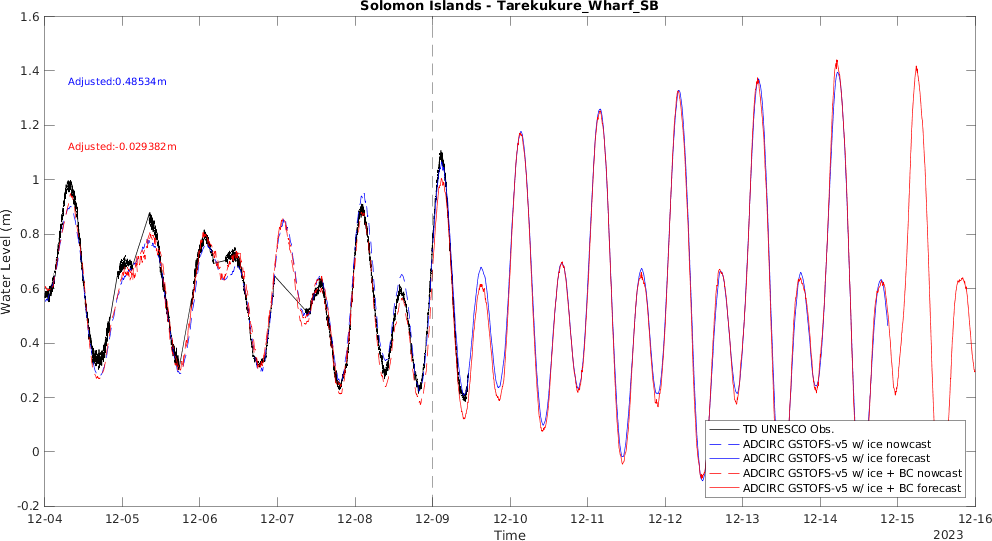 Solomon Islands - Tarekukure_Wharf_SB
1.6
1.4
1.2
1
0.8
0.6
0.4
0.2
0
-0.2
Water Level (m)
Adjusted:0.48534m
Adjusted:-0.029382m
TD UNESCO Obs.
ADCIRC GSTOFS-v5 w/ ice nowcast
ADCIRC GSTOFS-v5 w/ ice forecast
ADCIRC GSTOFS-v5 w/ ice + BC nowcast
ADCIRC GSTOFS-v5 w/ ice + BC forecast
12-04 12-05 12-06 12-07 12-08 12-09 12-10 12-11 12-12 12-13 12-14 12-15 12-16
Time
2023